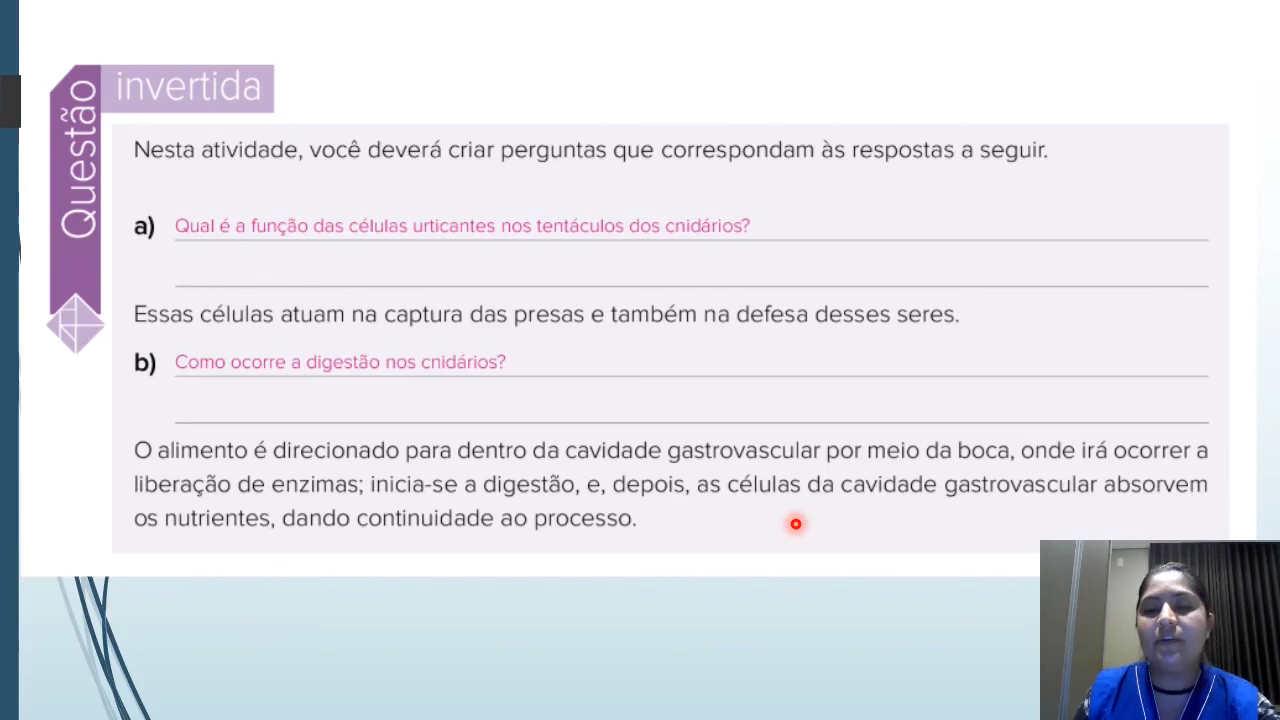 Questão
invertida
Nesta atividade, você deverá criar perguntas que correspondam às respostas a seguir.
a) Qual é a função das células urticantes nos tentáculos dos cnidários?
Essas células atuam na captura das presas e também na defesa desses seres.
b) Como ocorre a digestão nos cnidários?
O alimento é direcionado para dentro da cavidade gastrovascular por meio da boca, onde irá ocorrer a
liberação de enzimas; inicia-se a digestão, e, depois, as células da cavidade gastrovascular absorvem
os nutrientes, dando continuidade ao processo.